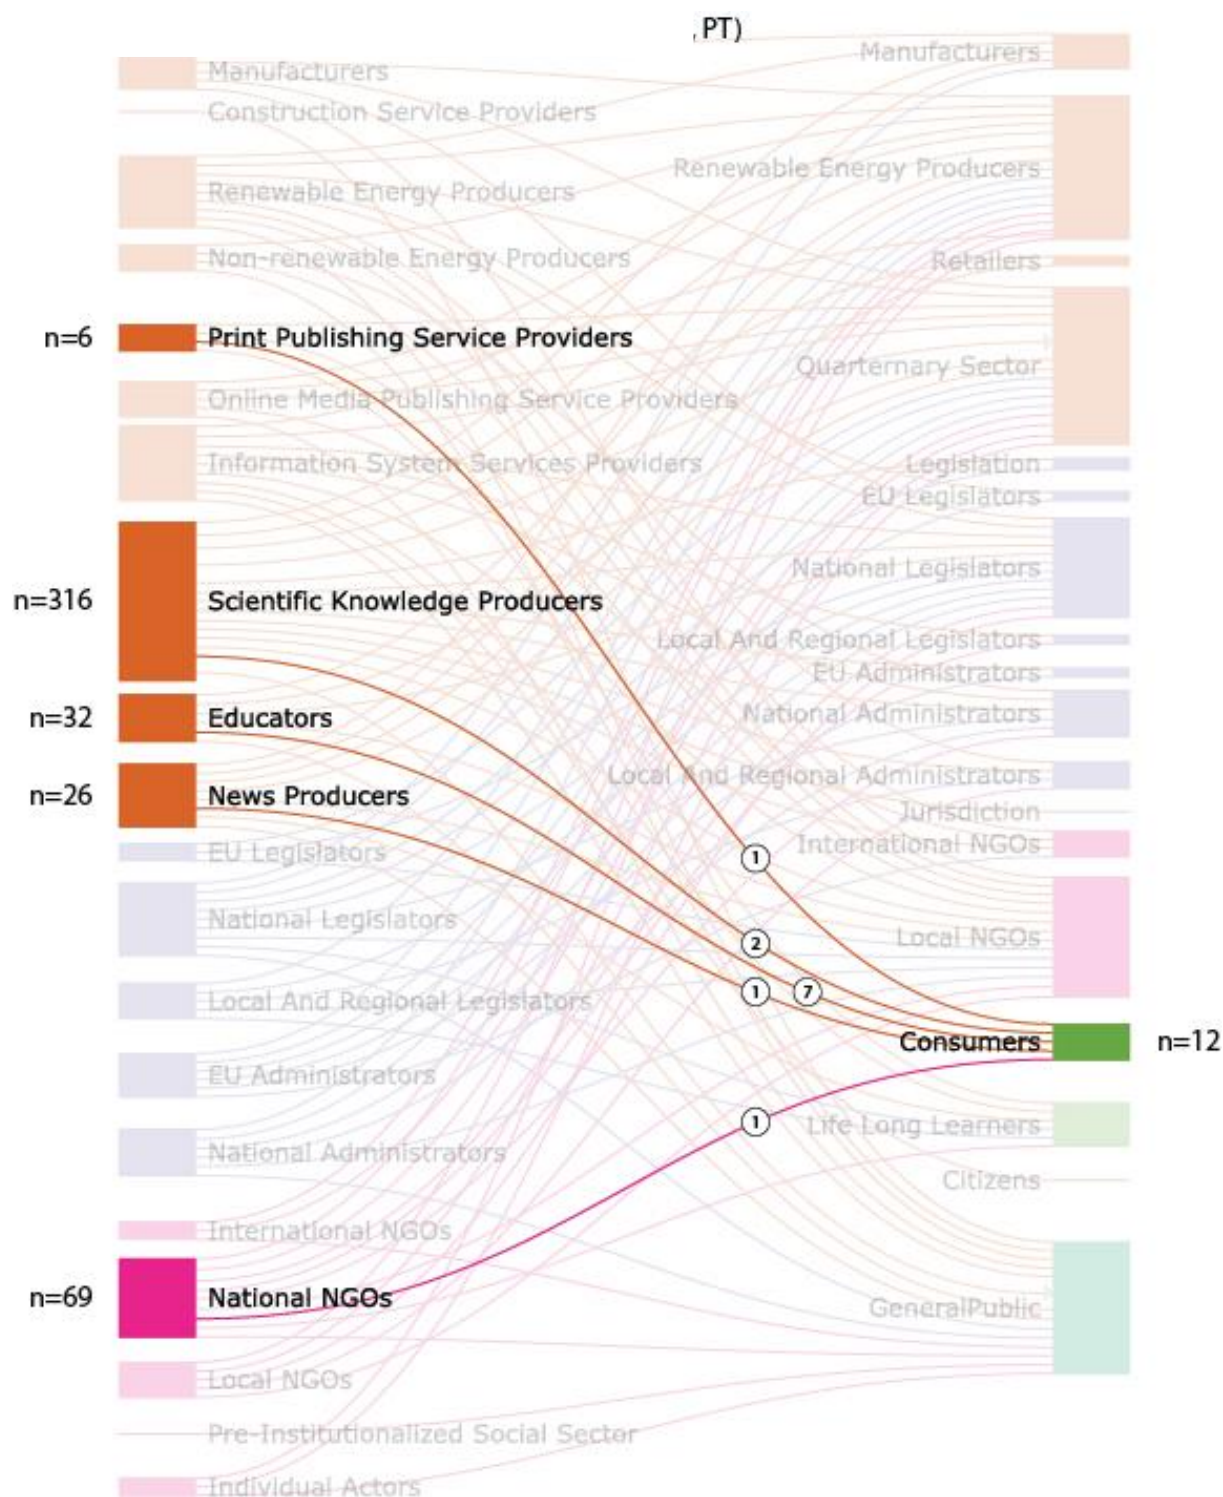 , PT)
Manufacturers
Manufacturers
Construction Service Providers
Renewable Energy Producers
Renewable Energy Producers
Non-renewable Energy Producers
Retailers
n=6
Print Publishing Service Providers
Quarternary Sector
Online Media Publishing Service Providers
Information System Services Providers
Legislation
EU Legislators
National Legislators
n=316
Scientific Knowledge Producers
Local And Regional Legislators
EU Administrators
n=32
Educators
National Administrators
Local And Regional Administrators
n=26
News Producers
Jurisdiction
International NGOs
EU Legislators
1
National Legislators
Local NGOs
2
1
7
Local And Regional Legislators
Consumers
n=12
EU Administrators
1
Life Long Learners
National Administrators
Citizens
International NGOs
n=69
National NGOs
GeneralPublic
Local NGOs
Pre-Institutionalized Social Sector
Individual Actors